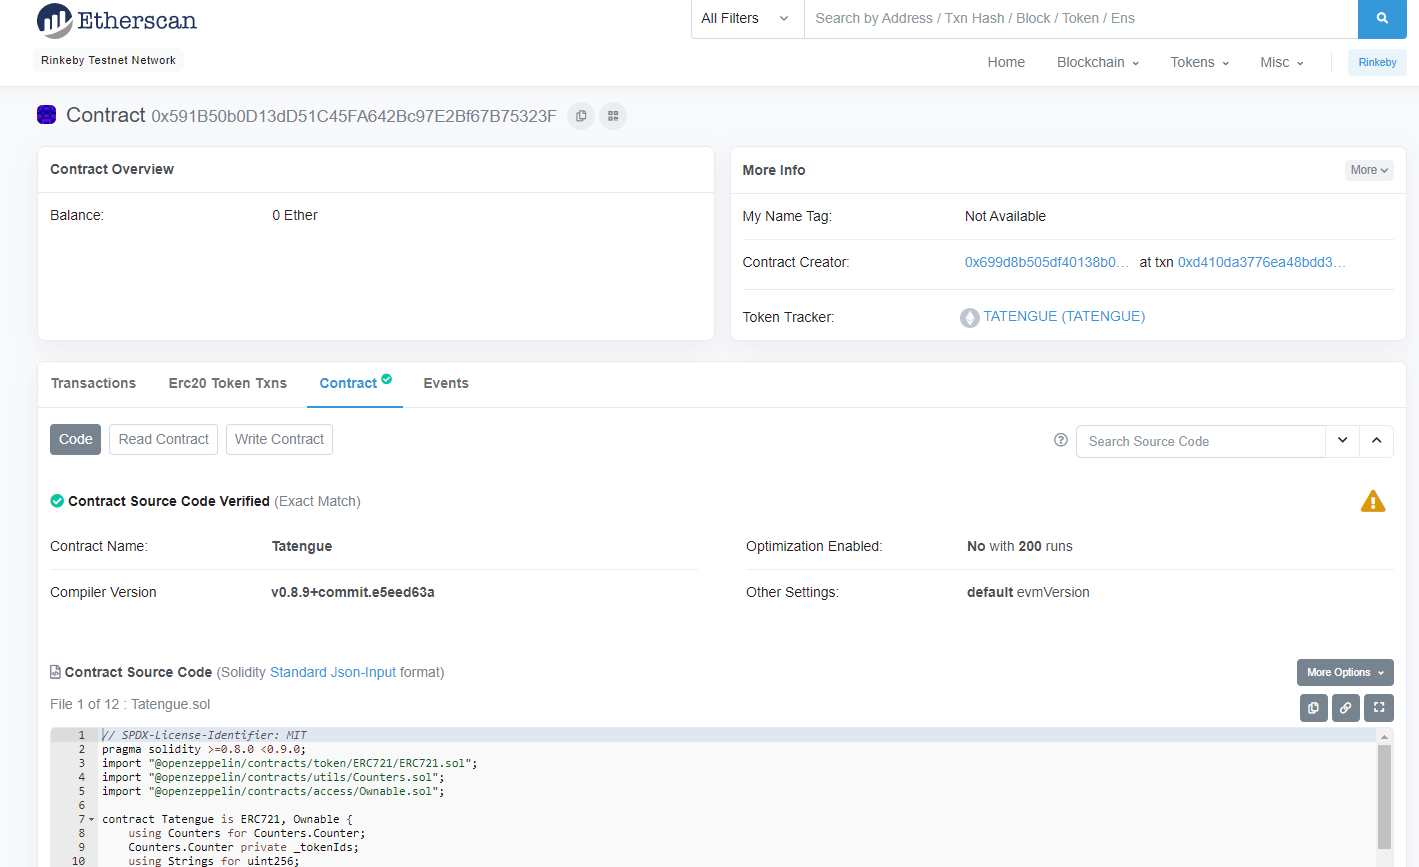 Etherscan
All Filters
Search by Address / Txn Hash / Block / Token / Ens
Rinkeby Testnet Network
Home
Blockchain
Tokens
Misc
Rinkeby
Contract 0x591B50b0D13dD51C45FA642Bc97E2Bf67B75323F
Contract Overview
Balance: 0 Ether
More Info
More
My Name Tag: Not Available
Contract Creator: 0x699d8b505df40138b0... at txn 0xd410da3776ea48bdd3...
Token Tracker: TATENGUE (TATENGUE)
Transactions
Erc20 Token Txns
Contract
Events
Code
Read Contract
Write Contract
Search Source Code
Contract Source Code Verified (Exact Match)
Contract Name: Tatengue
Optimization Enabled: No with 200 runs
Compiler Version v0.8.9+commit.e5eed63a
Other Settings: default evmVersion
Contract Source Code (Solidity Standard Json-Input format)
More Options
File 1 of 12 : Tatengue.sol
1 // SPDX-License-Identifier: MIT
2 pragma solidity >=0.8.0 <0.9.0;
3 import "@openzeppelin/contracts/token/ERC721/ERC721.sol";
4 import "@openzeppelin/contracts/utils/Counters.sol";
5 import "@openzeppelin/contracts/access/Ownable.sol";
6
7 contract Tatengue is ERC721, Ownable {
8 using Counters for Counters.Counter;
9 Counters.Counter private _tokenIds;
10 using Strings for uint256;